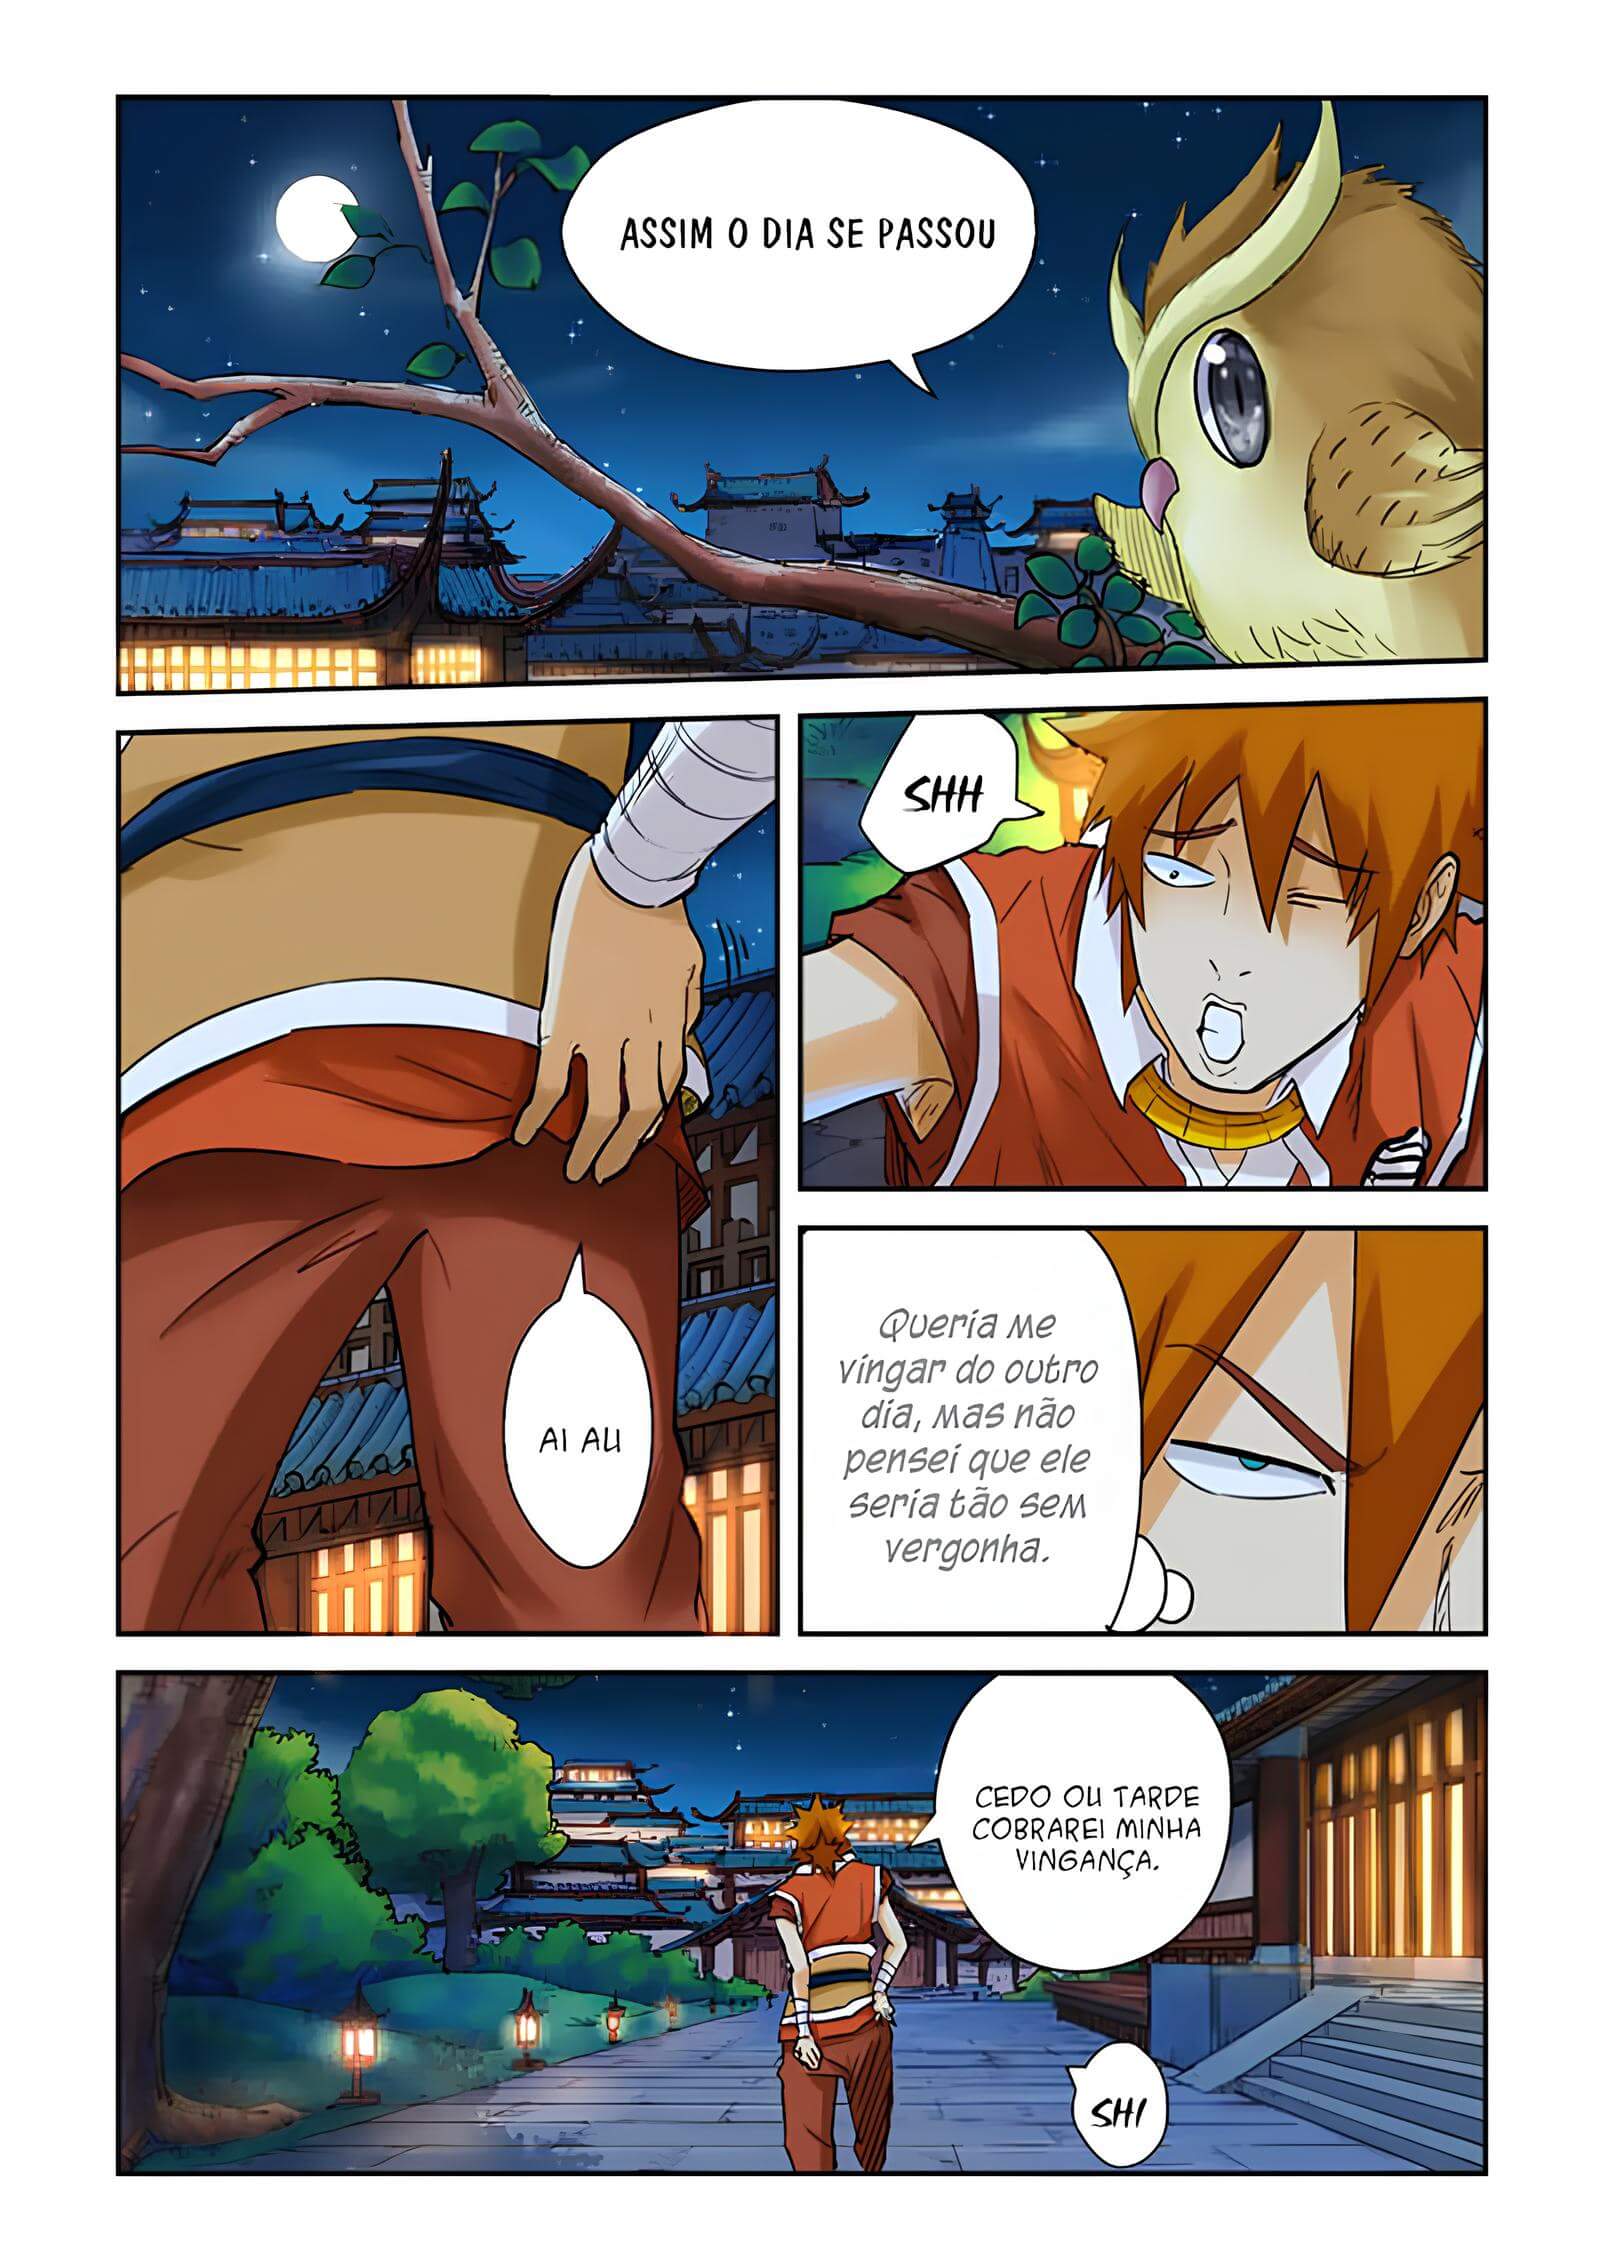 ASSIM O DIA SE PASSOU
SHH
AI AU
Queria me
vingar do outro
dia, mas não
pensei que ele
seria tão sem
vergonha.
CEDO OU TARDE
COBRAREI MINHA
VINGANÇA.
SHI